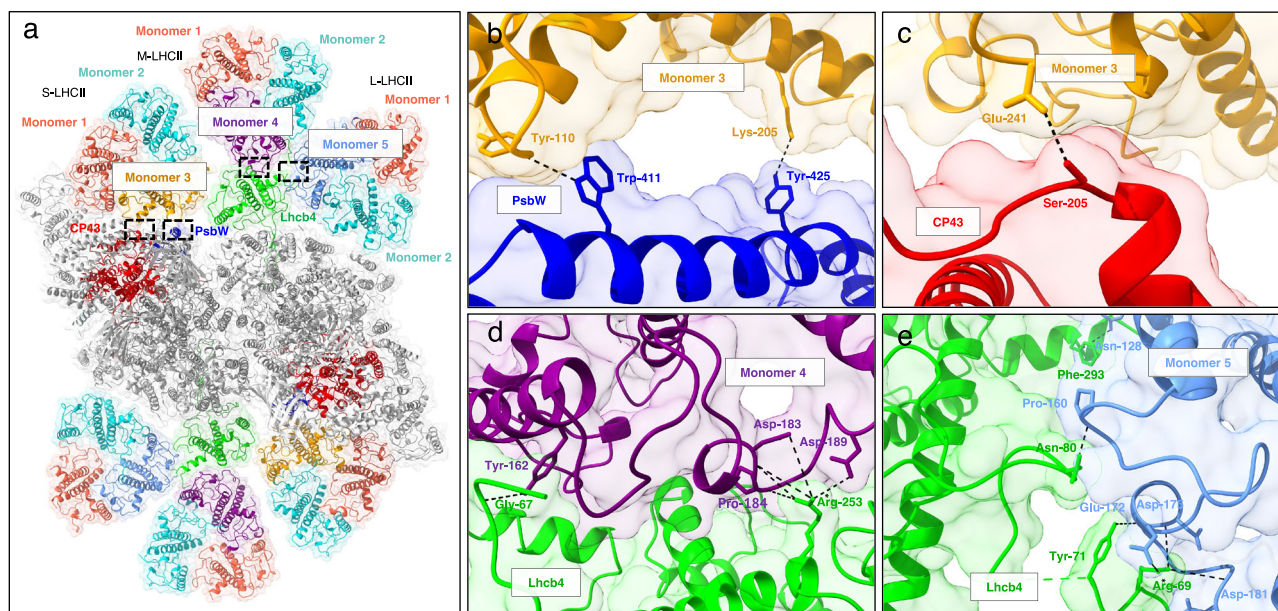 a
Monomer 1
M-LHCII
Monomer 2
Monomer 2
L-LHCII
S-LHCII
Monomer 1
Monomer 1
Monomer 4
Monomer 5
Monomer 3
Lhcb4
CP43
PsbW
Monomer 2
b
Monomer 3
Tyr-110
Lys-205
Trp-411
Tyr-425
PsbW
c
Monomer 3
Glu-241
Ser-205
CP43
d
Monomer 4
Asp-183
Asp-189
Tyr-162
Gly-67
Pro-184
Arg-253
Lhcb4
e
Asn-128
Monomer 5
Phe-293
Pro-160
Asn-80
Glu-172
Tyr-71
Lhcb4
Arg-69
Asp-181